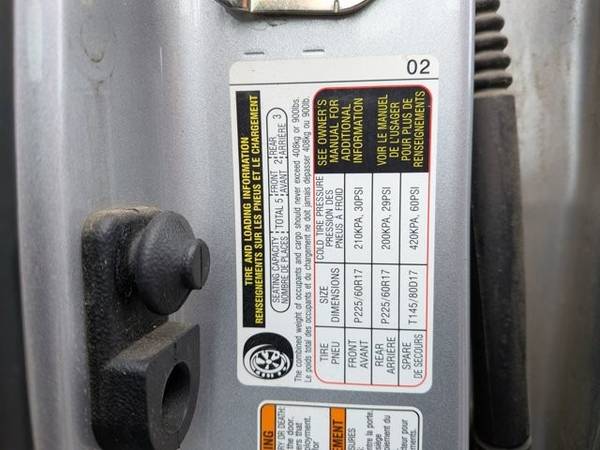 02
TIRE AND LOADING INFORMATION
RENSEIGNEMENTS SUR LES PNEUS ET LE CHARGEMENT
SEATING CAPACITY TOTAL 5 FRONT 2 REAR 3
NOMBRE DE PLACES AVANT ARRIÈRE
The combined weight of occupants and cargo should never exceed 408kg or 900lbs.
Le poids total des occupants et du chargement ne doit jamais dépasser 408kg ou 900lb.
TIRE SIZE COLD TIRE PRESSURE
PNEU DIMENSIONS PRESSION DES
PNEUS À FROID
FRONT P225/60R17 210KPA, 30PSI
AVANT
REAR P225/60R17 200KPA, 29PSI
ARRIÈRE
SPARE T145/80D17 420KPA, 60PSI
DE SECOURS
SEE OWNER'S
MANUAL FOR
ADDITIONAL
INFORMATION
VOIR LE MANUEL
DE L'USAGER
POUR PLUS DE
RENSEIGNEMENTS